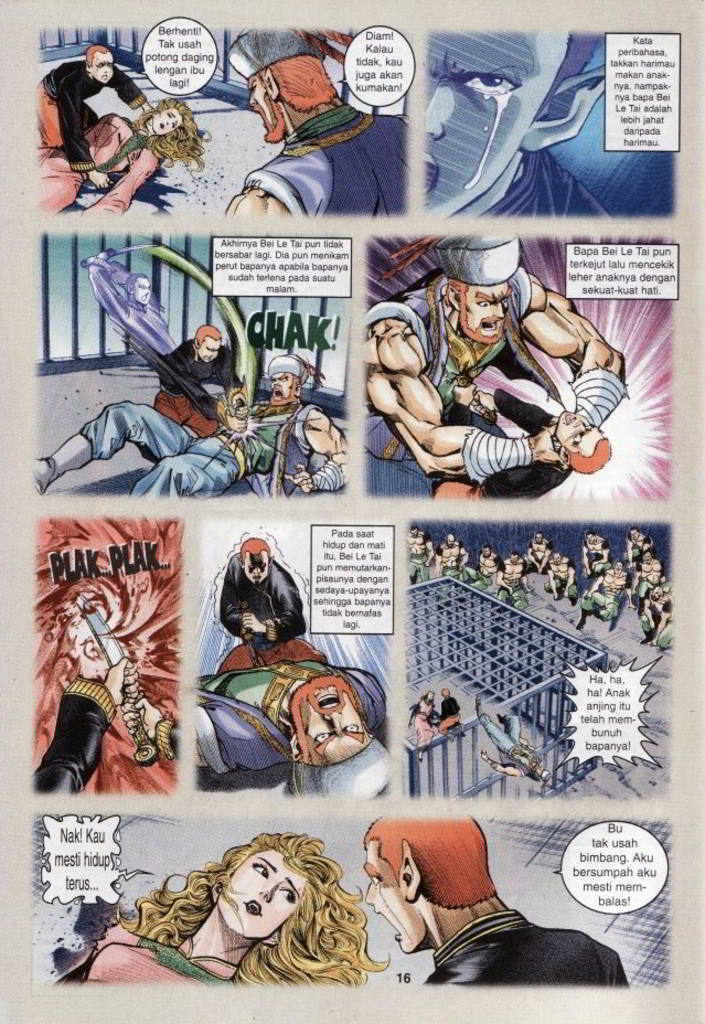 Berhenti!
Tak usah
potong daging
lengan ibu
lagi!
Diam!
Kalau
tak, kau
juga akan
kumakan!
Kata
peribahasa,
takkan harimau
makan anak-
nya. nampak-
nya bapa Bei
Le Tai adalah
lebih jahat
daripada
harimau.
Akhirnya Bei Le Tai pun tidak
bersabar lagi. Dia pun menikam
perut bapanya apabila bapanya
sudah terlena pada suatu
malam.
CHAK!
Bapa Bei Le Tai pun
terkejut lalu mencekik
leher anaknya dengan
sekuat-kuat hati.
PLAK...PLAK...
Pada saat
hidup dan mati
itu, Bei Le Tai
pun memutarkan-
pisaunya dengan
sedaya-upayanya
sehingga bapanya
tidak bernafas
lagi.
Ha, ha,
ha! Anak
anjing itu
telah mem-
bunuh
bapanya!
Nak! Kau
mesti hidup
terus...
Bu
tak usah
bimbang. Aku
bersumpah aku
mesti mem-
balas!
16